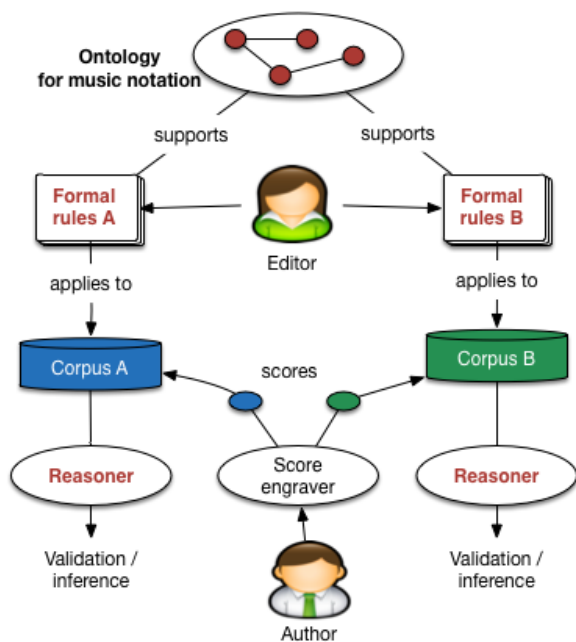 Ontology
for music notation
supports
supports
Formal
rules A
Formal
rules B
Editor
applies to
applies to
Corpus A
scores
Corpus B
Reasoner
Score
engraver
Reasoner
Validation /
inference
Validation /
inference
Author